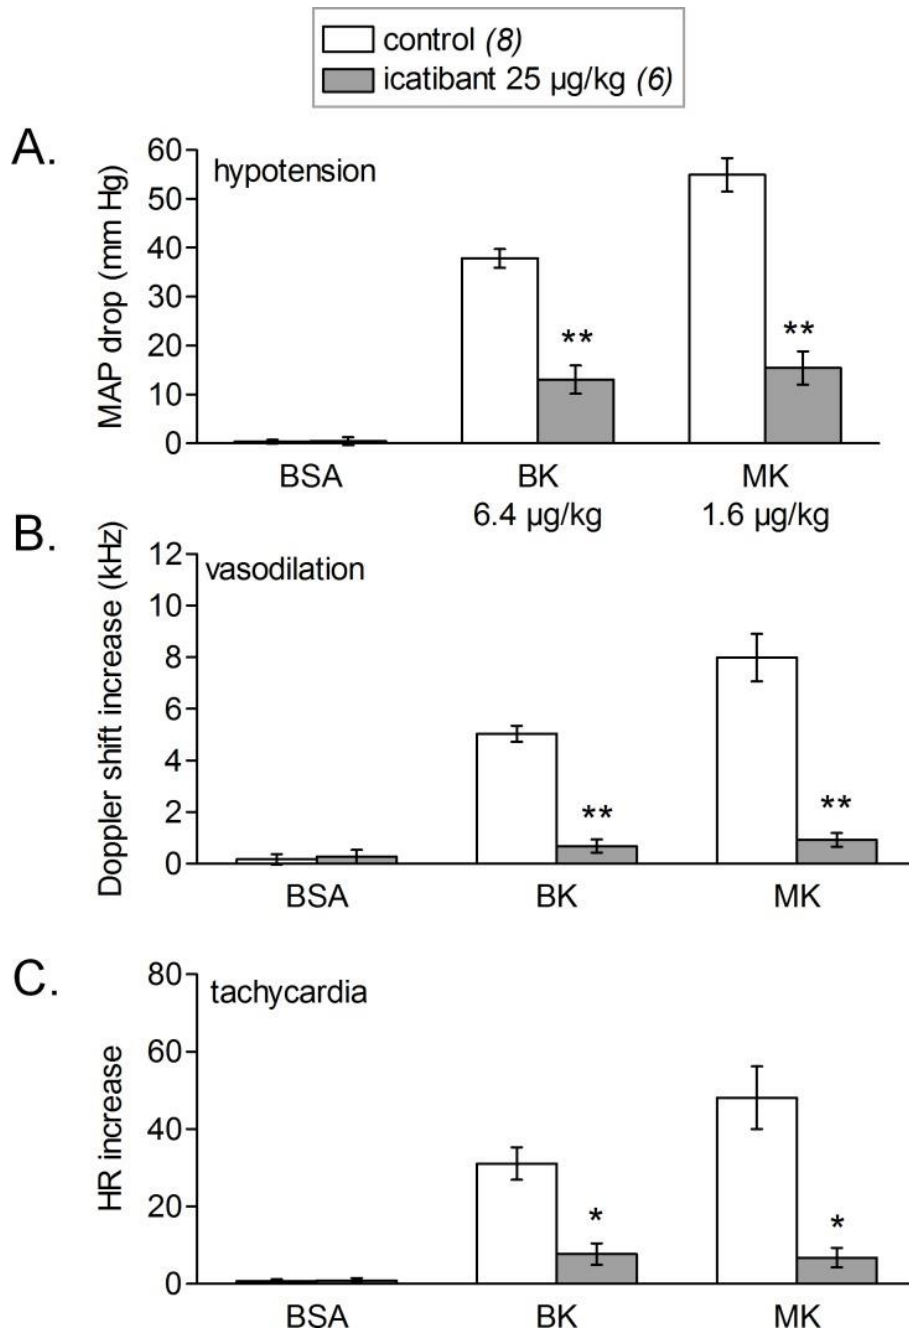 control (8)
icatibant 25 µg/kg (6)
A.
hypotension
MAP drop (mm Hg)
60
50
40
30
20
10
0
**
**
BSA
BK
MK
6.4 µg/kg
1.6 µg/kg
B.
vasodilation
Doppler shift increase (kHz)
12
10
8
6
4
2
0
**
**
BSA
BK
MK
C.
tachycardia
HR increase
80
60
40
20
0
*
*
BSA
BK
MK